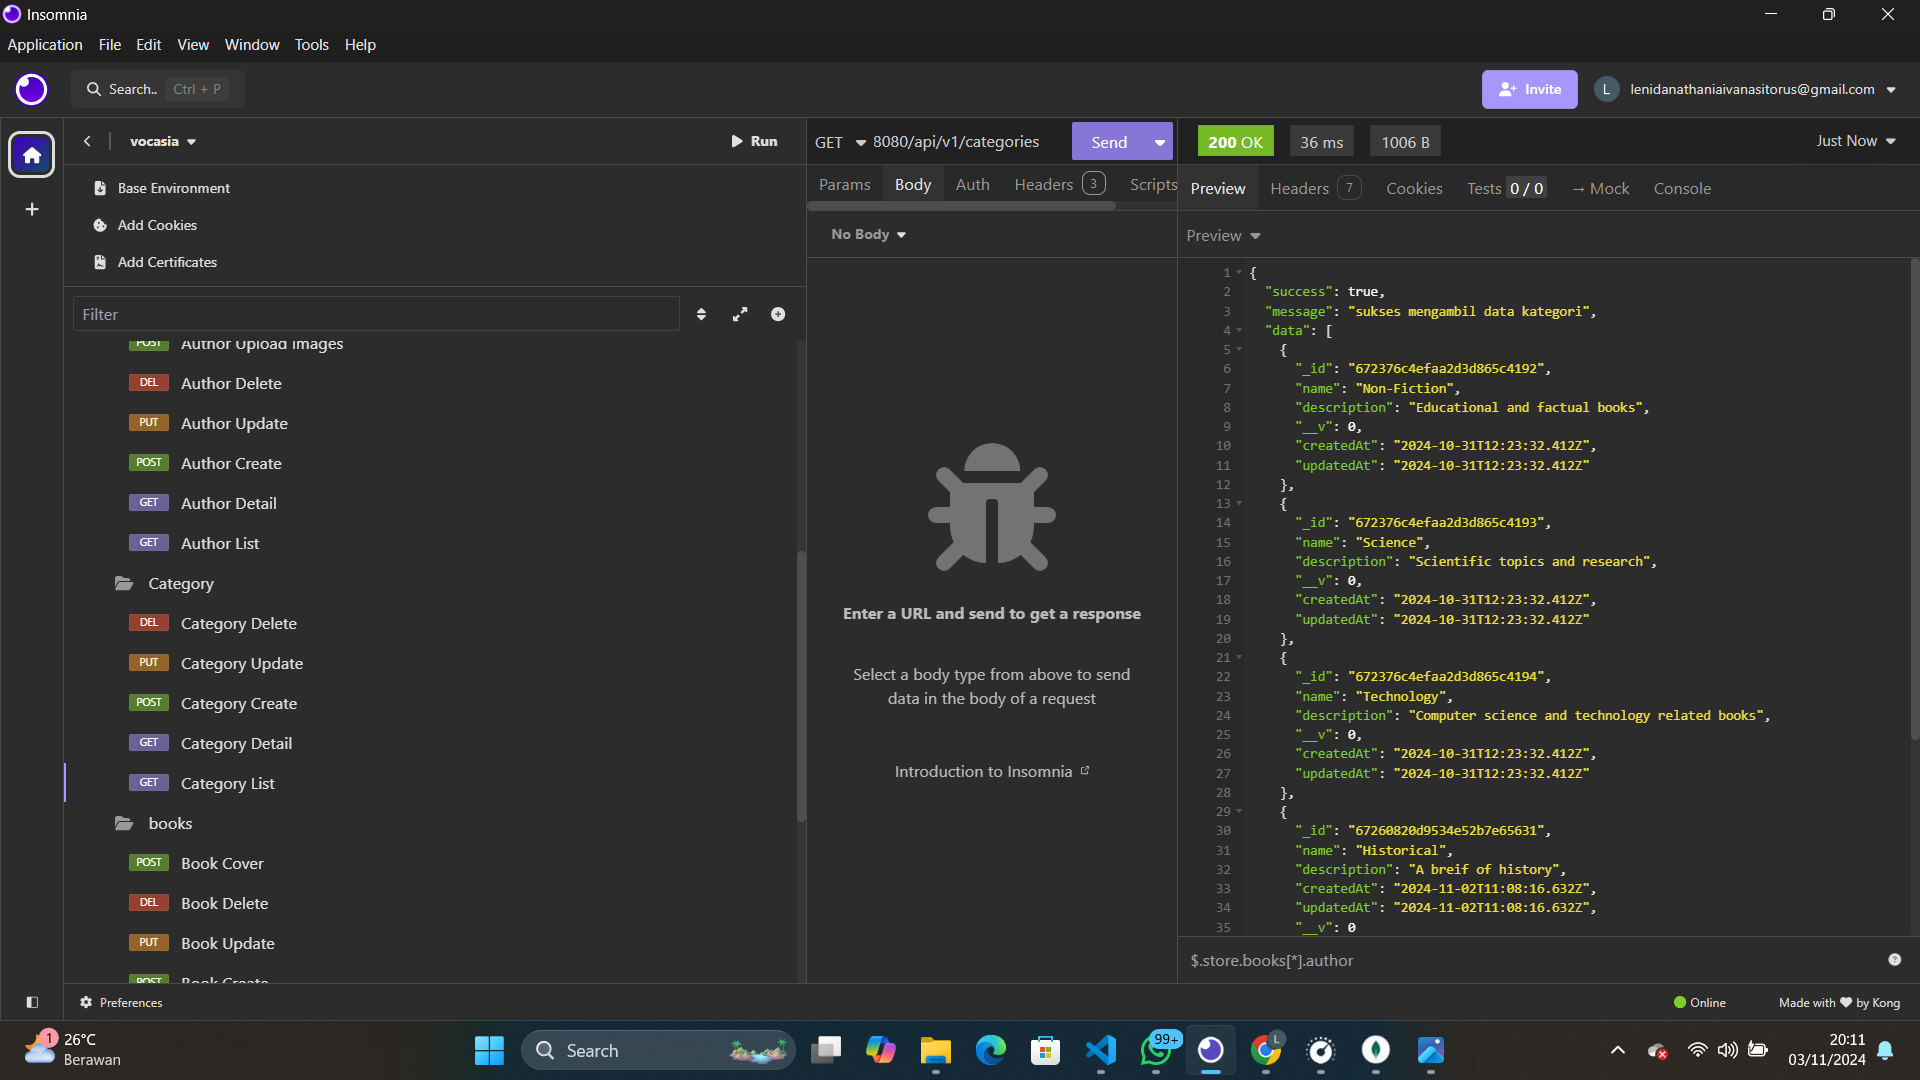 Insomnia
Application File Edit View Window Tools Help
Search.. Ctrl + P
Invite
L lenidanathaniaivanasitorus@gmail.com
vocasia
Run
Base Environment
Add Cookies
Add Certificates
Filter
POST Author Upload Images
DEL Author Delete
PUT Author Update
POST Author Create
GET Author Detail
GET Author List
Category
DEL Category Delete
PUT Category Update
POST Category Create
GET Category Detail
GET Category List
books
POST Book Cover
DEL Book Delete
PUT Book Update
POST Book Create
Preferences
GET 8080/api/v1/categories Send
Params Body Auth Headers 3 Scripts
No Body
Enter a URL and send to get a response
Select a body type from above to send
data in the body of a request
Introduction to Insomnia
200 OK 36 ms 1006 B Just Now
Preview Headers 7 Cookies Tests 0 / 0 → Mock Console
Preview
1 {
2 "success": true,
3 "message": "sukses mengambil data kategori",
4 "data": [
5 {
6 "_id": "672376c4efaa2d3d865c4192",
7 "name": "Non-Fiction",
8 "description": "Educational and factual books",
9 "__v": 0,
10 "createdAt": "2024-10-31T12:23:32.412Z",
11 "updatedAt": "2024-10-31T12:23:32.412Z"
12 },
13 {
14 "_id": "672376c4efaa2d3d865c4193",
15 "name": "Science",
16 "description": "Scientific topics and research",
17 "__v": 0,
18 "createdAt": "2024-10-31T12:23:32.412Z",
19 "updatedAt": "2024-10-31T12:23:32.412Z"
20 },
21 {
22 "_id": "672376c4efaa2d3d865c4194",
23 "name": "Technology",
24 "description": "Computer science and technology related books",
25 "__v": 0,
26 "createdAt": "2024-10-31T12:23:32.412Z",
27 "updatedAt": "2024-10-31T12:23:32.412Z"
28 },
29 {
30 "_id": "67260820d9534e52b7e65631",
31 "name": "Historical",
32 "description": "A breif of history",
33 "createdAt": "2024-11-02T11:08:16.632Z",
34 "updatedAt": "2024-11-02T11:08:16.632Z",
35 "__v": 0
$.store.books[*].author
Online Made with by Kong
1 26°C
Berawan
Search
99+
L
20:11
03/11/2024